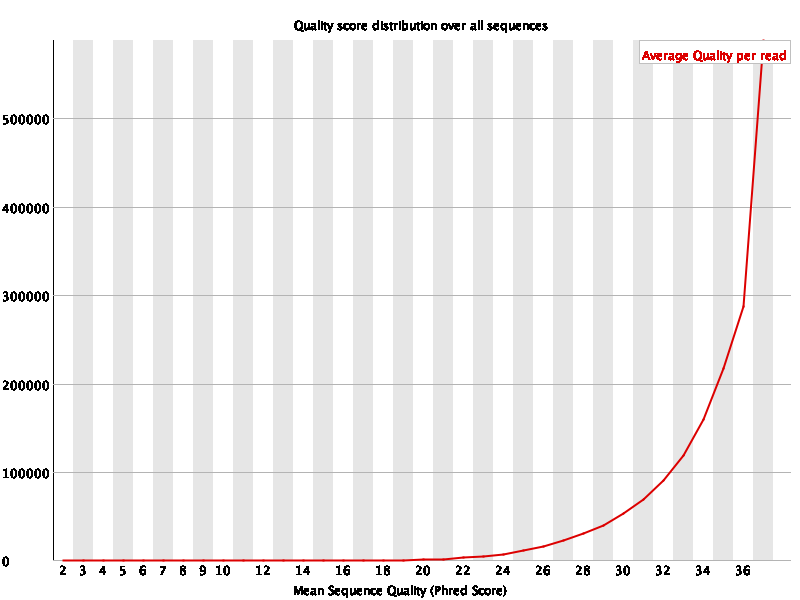 Quality score distribution over all sequences
Average Quality per read
500000
400000
300000
200000
100000
0
2 3 4 5 6 7 8 9 10 12 14 16 18 20 22 24 26 28 30 32 34 36
Mean Sequence Quality (Phred Score)